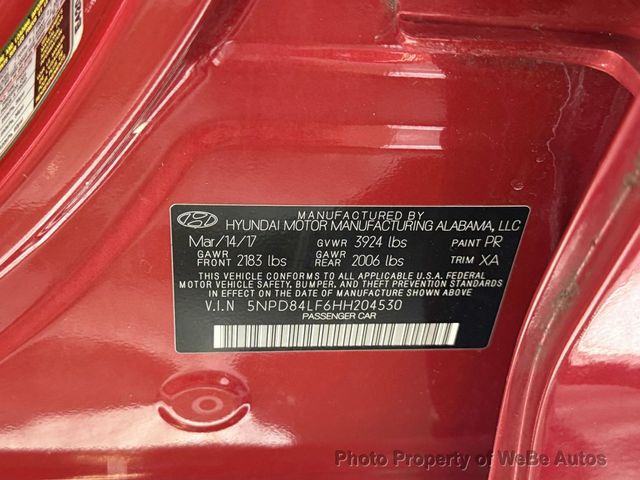 MANUFACTURED BY
HYUNDAI MOTOR MANUFACTURING ALABAMA, LLC
Mar/14/17 GVWR 3924 lbs PAINT PR
GAWR FRONT 2183 lbs GAWR REAR 2006 lbs TRIM XA
THIS VEHICLE CONFORMS TO ALL APPLICABLE U.S.A. FEDERAL
MOTOR VEHICLE SAFETY, BUMPER, AND THEFT PREVENTION STANDARDS
IN EFFECT ON THE DATE OF MANUFACTURE SHOWN ABOVE.
V.I.N 5NPD84LF6HH204530
PASSENGER CAR
Photo Property of WeBe Autos